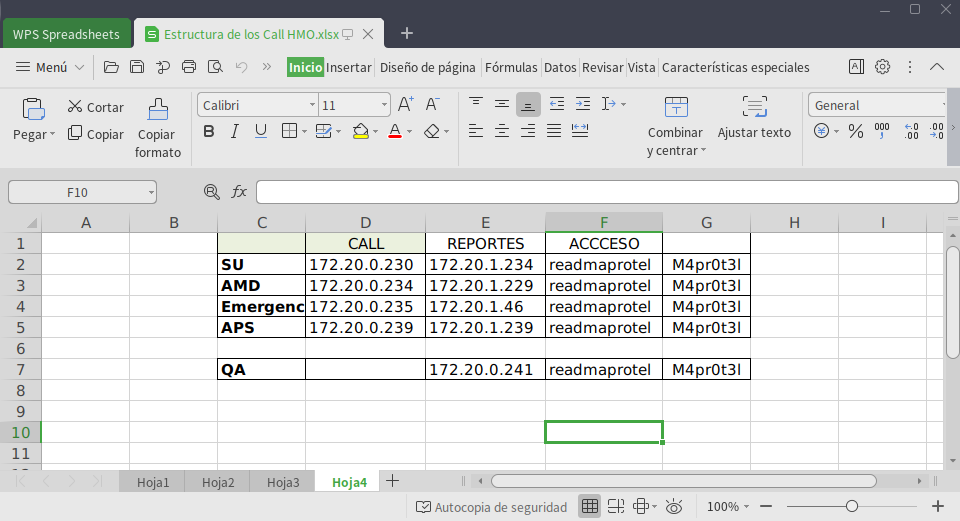 WPS Spreadsheets Estructura de los Call HMO.xlsx
Menú Inicio Insertar Diseño de página Fórmulas Datos Revisar Vista Características especiales
Pegar Cortar Copiar Copiar formato Calibri 11 Combinar y centrar Ajustar texto General
F10
A B C D E F G H I
1 CALL REPORTES ACCCESO
2 SU 172.20.0.230 172.20.1.234 readmaprotel M4pr0t3l
3 AMD 172.20.0.234 172.20.1.229 readmaprotel M4pr0t3l
4 Emergenc 172.20.0.235 172.20.1.46 readmaprotel M4pr0t3l
5 APS 172.20.0.239 172.20.1.239 readmaprotel M4pr0t3l
6
7 QA 172.20.0.241 readmaprotel M4pr0t3l
8
9
10
11
Hoja1 Hoja2 Hoja3 Hoja4
Autocopia de seguridad 100%